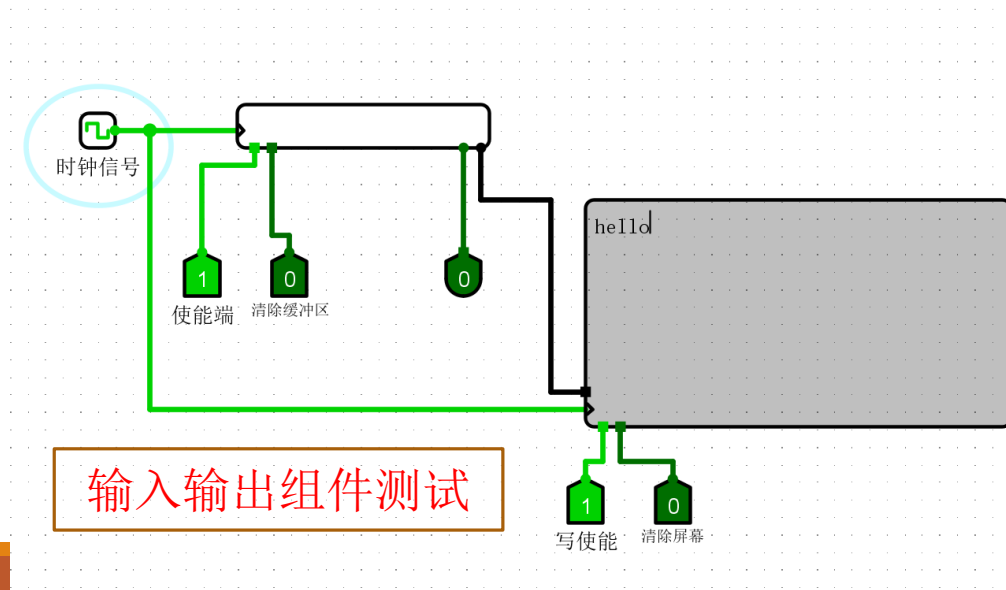 时钟信号
hello
1
0
0
使能端
清除缓冲区
输入输出组件测试
1
0
写使能
清除屏幕